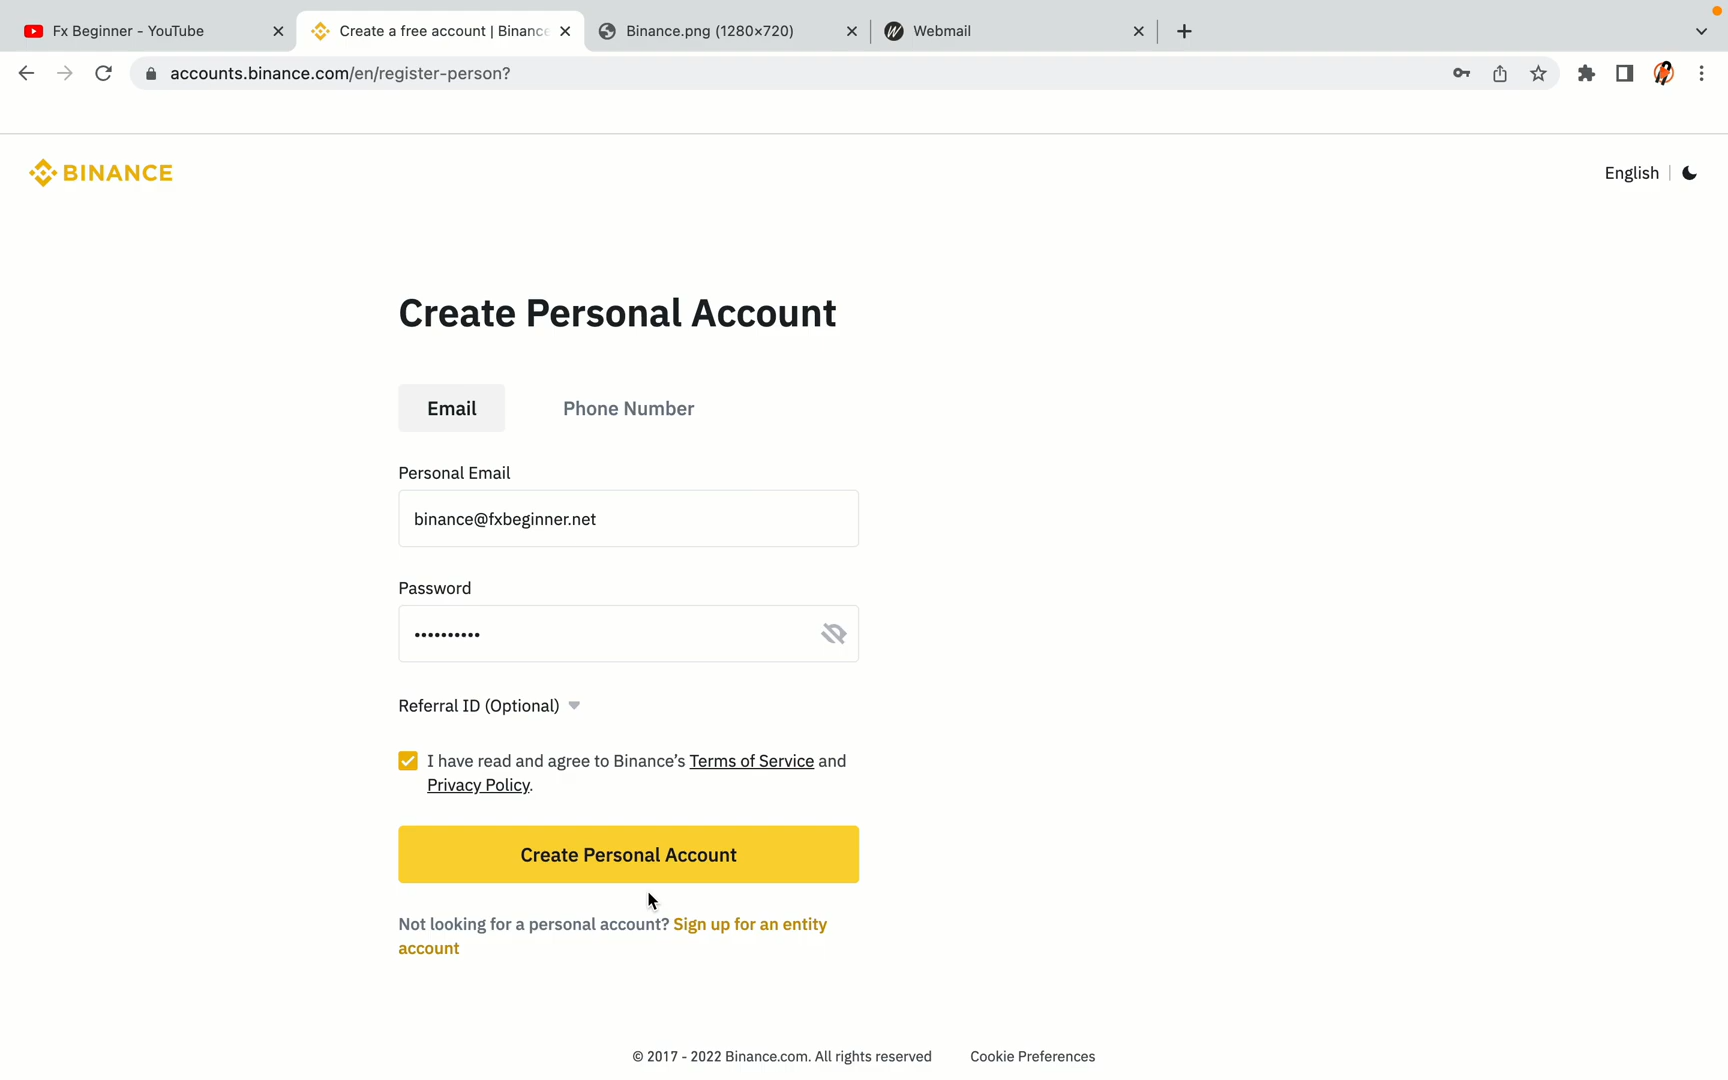 Fx Beginner - YouTube
Create a free account | Binance
Binance.png (1280×720)
Webmail
accounts.binance.com/en/register-person?
BINANCE
English
Create Personal Account
Email
Phone Number
Personal Email
binance@fxbeginner.net
Password
••••••••••
Referral ID (Optional)
I have read and agree to Binance’s Terms of Service and
Privacy Policy.
Create Personal Account
Not looking for a personal account? Sign up for an entity
account
© 2017 - 2022 Binance.com. All rights reserved
Cookie Preferences